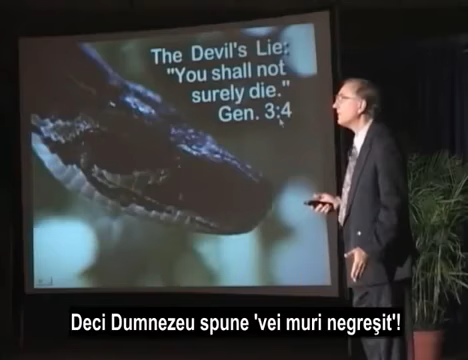 The Devil's Lie:
"You shall not
surely die."
Gen. 3:4
Deci Dumnezeu spune 'vei muri negreşit'!